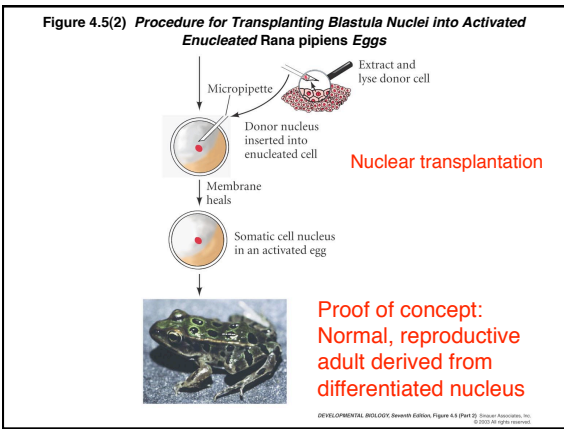 Figure 4.5(2) Procedure for Transplanting Blastula Nuclei into Activated
Enucleated Rana pipiens Eggs
Extract and
lyse donor cell
Micropipette
Donor nucleus
inserted into
enucleated cell
Nuclear transplantation
Membrane
heals
Somatic cell nucleus
in an activated egg
Proof of concept:
Normal, reproductive
adult derived from
differentiated nucleus
DEVELOPMENTAL BIOLOGY, Seventh Edition, Figure 4.5 (Part 2) Sinauer Associates, Inc.
© 2003 All rights reserved.